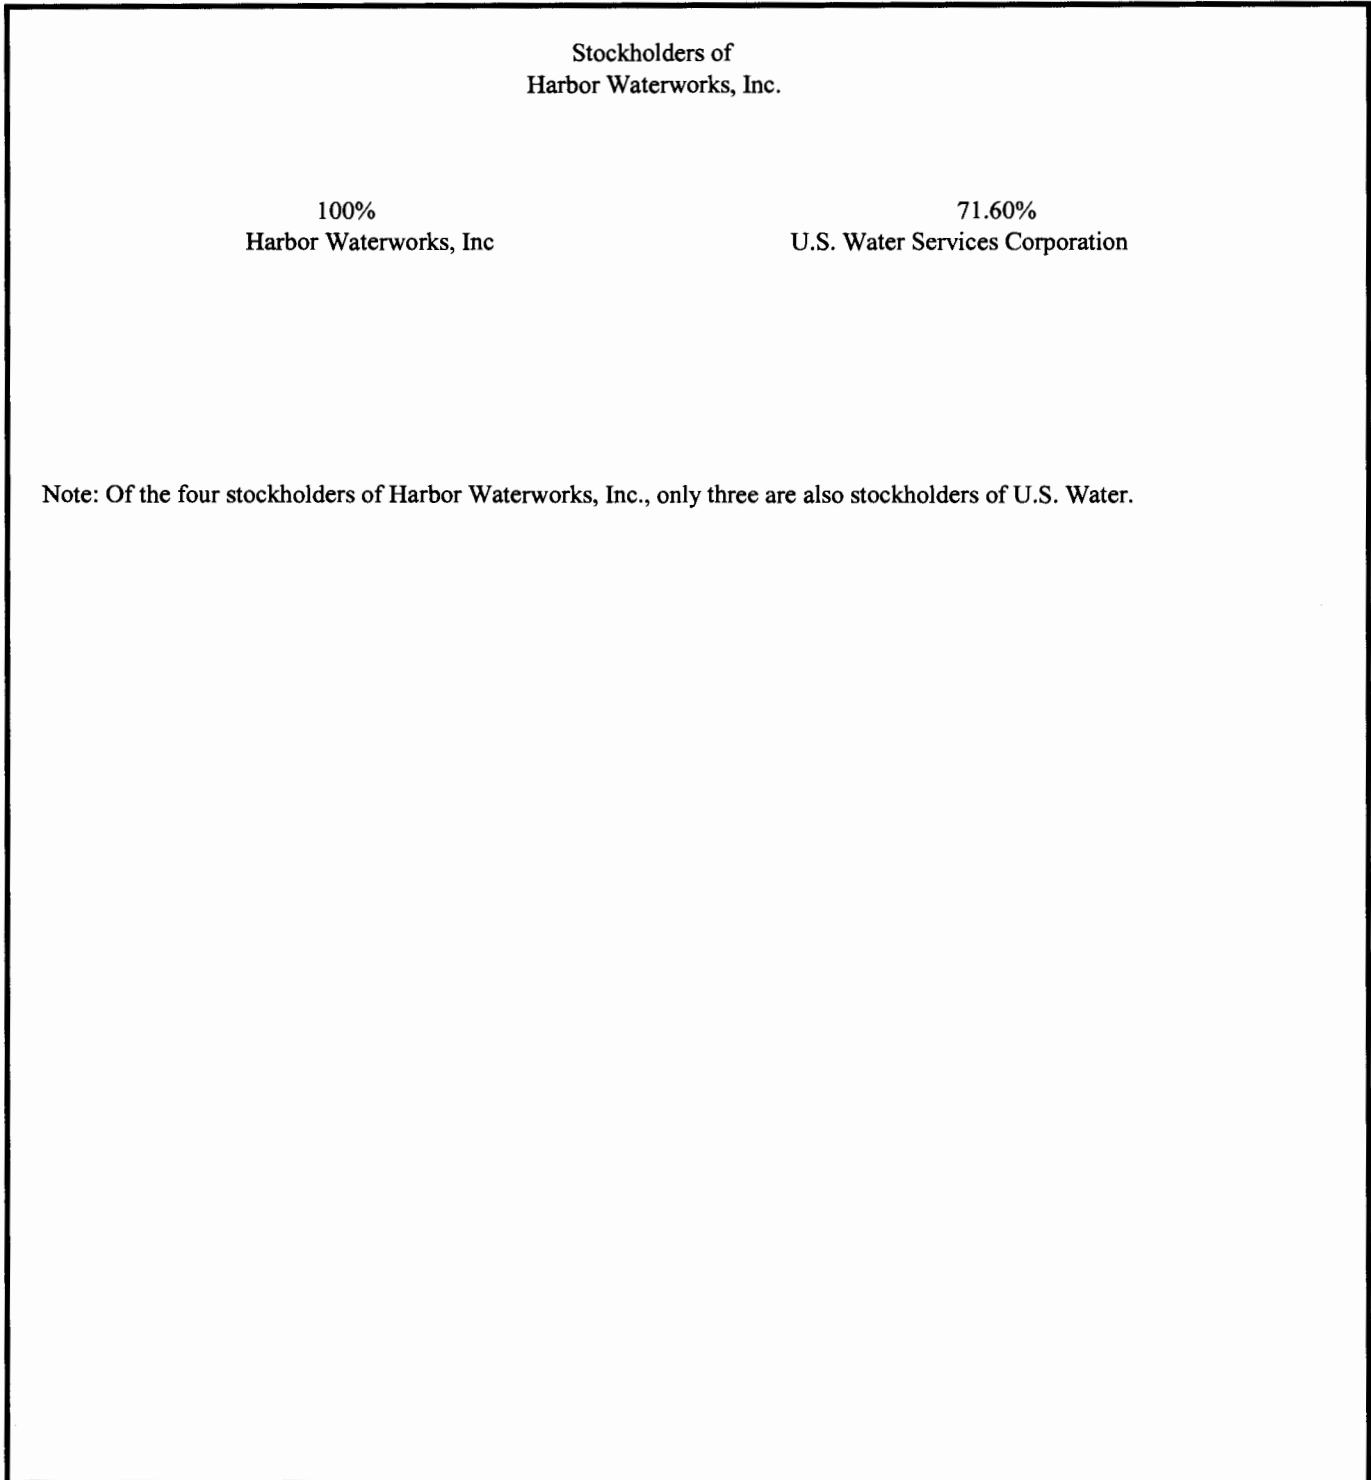 Stockholders of
Harbor Waterworks, Inc.
100%
71.60%
Harbor Waterworks, Inc
U.S. Water Services Corporation
Note: Of the four stockholders of Harbor Waterworks, Inc., only three are also stockholders of U.S. Water.